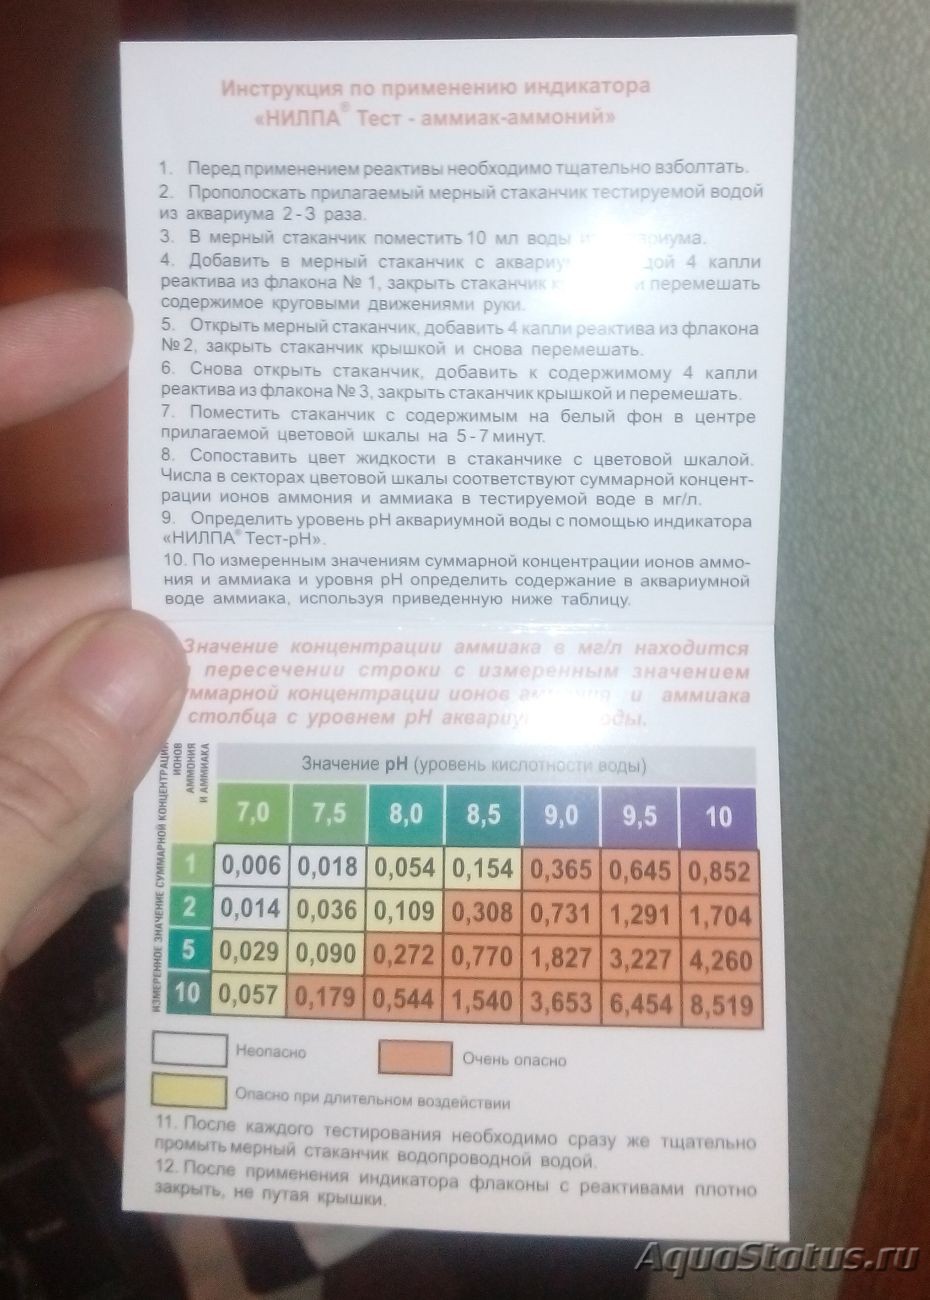 Инструкция по применению индикатора
«НИЛПА® Тест - аммиак-аммоний»
1. Перед применением реактивы необходимо тщательно взболтать.
2. Прополоскать прилагаемый мерный стаканчик тестируемой водой
из аквариума 2-3 раза.
3. В мерный стаканчик поместить 10 мл воды
4. Добавить в мерный стаканчик с 4 капли
реактива из флакона № 1, закрыть стаканчик и перемешать
содержимое круговыми движениями руки.
5. Открыть мерный стаканчик, добавить 4 капли реактива из флакона
№ 2, закрыть стаканчик крышкой и снова перемешать.
6. Снова открыть стаканчик, добавить к содержимому 4 капли
реактива из флакона № 3, закрыть стаканчик крышкой и перемешать.
7. Поместить стаканчик с содержимым на белый фон в центре
прилагаемой цветовой шкалы на 5-7 минут.
8. Сопоставить цвет жидкости в стаканчике с цветовой шкалой.
Числа в секторах цветовой шкалы соответствуют суммарной концент-
рации ионов аммония и аммиака в тестируемой воде в мг/л.
9. Определить уровень pH аквариумной воды с помощью индикатора
«НИЛПА® Тест-pH».
10. По измеренным значениям суммарной концентрации ионов аммо-
ния и аммиака и уровня pH определить содержание в аквариумной
воде аммиака, используя приведенную ниже таблицу.
Значение концентрации аммиака в мг/л находится
пересечении строки с измеренным значением
концентрации ионов и аммиака
столбца с уровнем pH
ИЗМЕРЕННОЕ ЗНАЧЕНИЕ СУММАРНОЙ КОНЦЕНТРАЦИИ
ИОНОВ
АММОНИЯ
И АММИАКА
Значение pH (уровень кислотности воды)
7,0 7,5 8,0 8,5 9,0 9,5 10
1 0,006 0,018 0,054 0,154 0,365 0,645 0,852
2 0,014 0,036 0,109 0,308 0,731 1,291 1,704
5 0,029 0,090 0,272 0,770 1,827 3,227 4,260
10 0,057 0,179 0,544 1,540 3,653 6,454 8,519
Неопасно
Очень опасно
Опасно при длительном воздействии
11. После каждого тестирования необходимо сразу же тщательно
промыть мерный стаканчик водопроводной водой.
12. После применения индикатора флаконы с реактивами плотно
закрыть, не путая крышки.
AquaStatus.ru